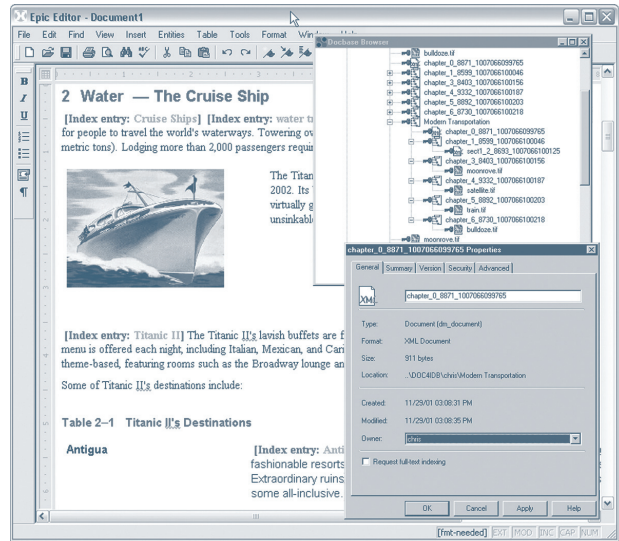 Epic Editor - Document1
File Edit Find View Insert Entities Table Tools Format Help
Docbase Browser
bulldoze.tif
chapter_0_8871_1007066099765
chapter_1_8599_1007066100046
chapter_3_8403_1007066100156
chapter_4_9332_1007066100187
chapter_5_8892_1007066100203
chapter_6_8730_1007066100218
Modern Transportation
chapter_0_8871_1007066099765
chapter_1_8599_1007066100046
sect1_2_8693_1007066100125
chapter_3_8403_1007066100156
moonrove.tif
chapter_4_9332_1007066100187
satellite.tif
chapter_5_8892_1007066100203
train.tif
chapter_6_8730_1007066100218
bulldoze.tif
moonrove.tif
2 Water — The Cruise Ship
[Index entry: Cruise Ships] [Index entry: water
for people to travel the world's waterways. Towering
metric tons). Lodging more than 2,000 passengers
The
2002. Its
virtually
[Index entry: Titanic II] The Titanic II's lavish buffets are
menu is offered each night, including Italian, Mexican, and
theme-based, featuring rooms such as the Broadway lounge
Some of Titanic II's destinations include:
Table 2–1 Titanic II's Destinations
Antigua
[Index entry:
fashionable resorts
Extraordinary ruins
some all-inclusive.
chapter_0_8871_1007066099765 Properties
General Summary Version Security Advanced
XML
chapter_0_8871_1007066099765
Type: Document (dm_document)
Format: XML Document
Size: 911 bytes
Location: ..\DOC4IDB\chris\Modern Transportation
Created: 11/29/01 03:08:31 PM
Modified: 11/29/01 03:08:35 PM
Owner: chris
Request full-text indexing
OK Cancel Apply Help
[fmt-needed] EXT MOD INC CAP NUM